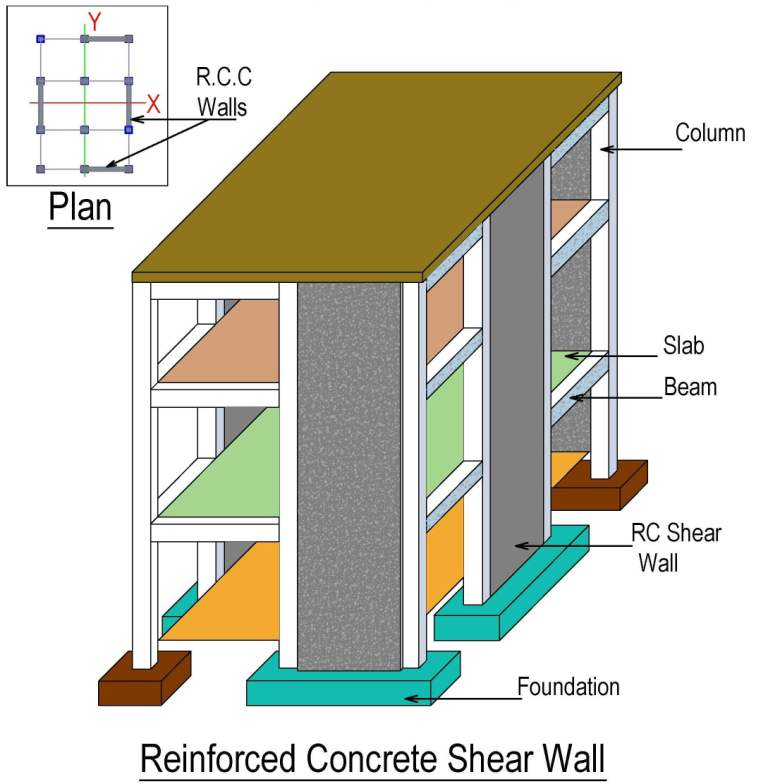 Y
R.C.C
Walls
X
Plan
Column
Slab
Beam
RC Shear
Wall
Foundation
Reinforced Concrete Shear Wall